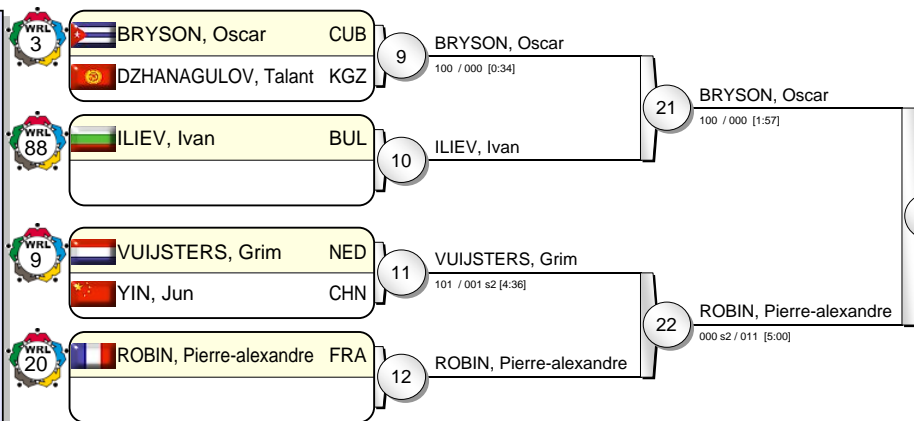 WRL 3 BRYSON, Oscar CUB
DZHANAGULOV, Talant KGZ
9
BRYSON, Oscar
100 / 000 [0:34]
WRL 88 ILIEV, Ivan BUL
10
ILIEV, Ivan
21
BRYSON, Oscar
100 / 000 [1:57]
WRL 9 VUIJSTERS, Grim NED
YIN, Jun CHN
11
VUIJSTERS, Grim
101 / 001 s2 [4:36]
WRL 20 ROBIN, Pierre-alexandre FRA
12
ROBIN, Pierre-alexandre
22
ROBIN, Pierre-alexandre
000 s2 / 011 [5:00]